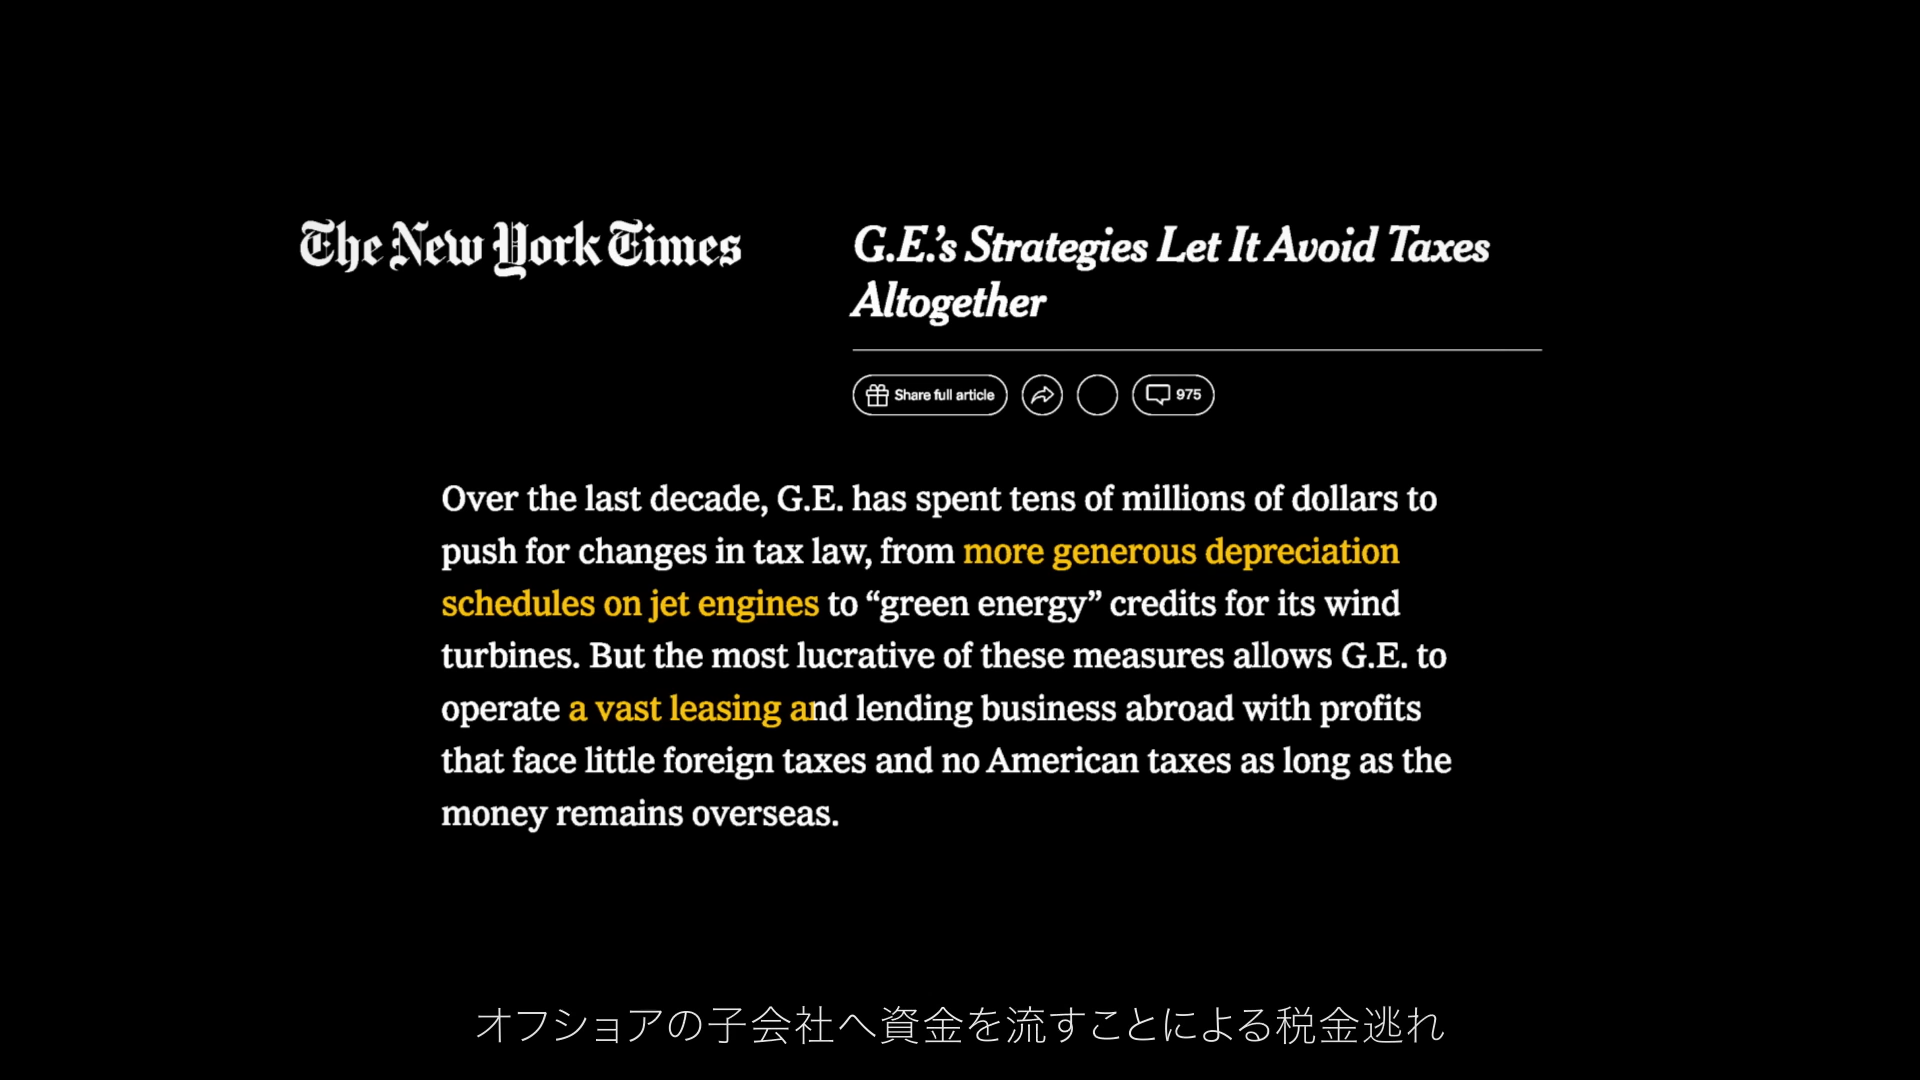 The New York Times
G.E.’s Strategies Let It Avoid Taxes
Altogether
Share full article
975
Over the last decade, G.E. has spent tens of millions of dollars to
push for changes in tax law, from more generous depreciation
schedules on jet engines to “green energy” credits for its wind
turbines. But the most lucrative of these measures allows G.E. to
operate a vast leasing and lending business abroad with profits
that face little foreign taxes and no American taxes as long as the
money remains overseas.
オフショアの子会社へ資金を流すことによる税金逃れ